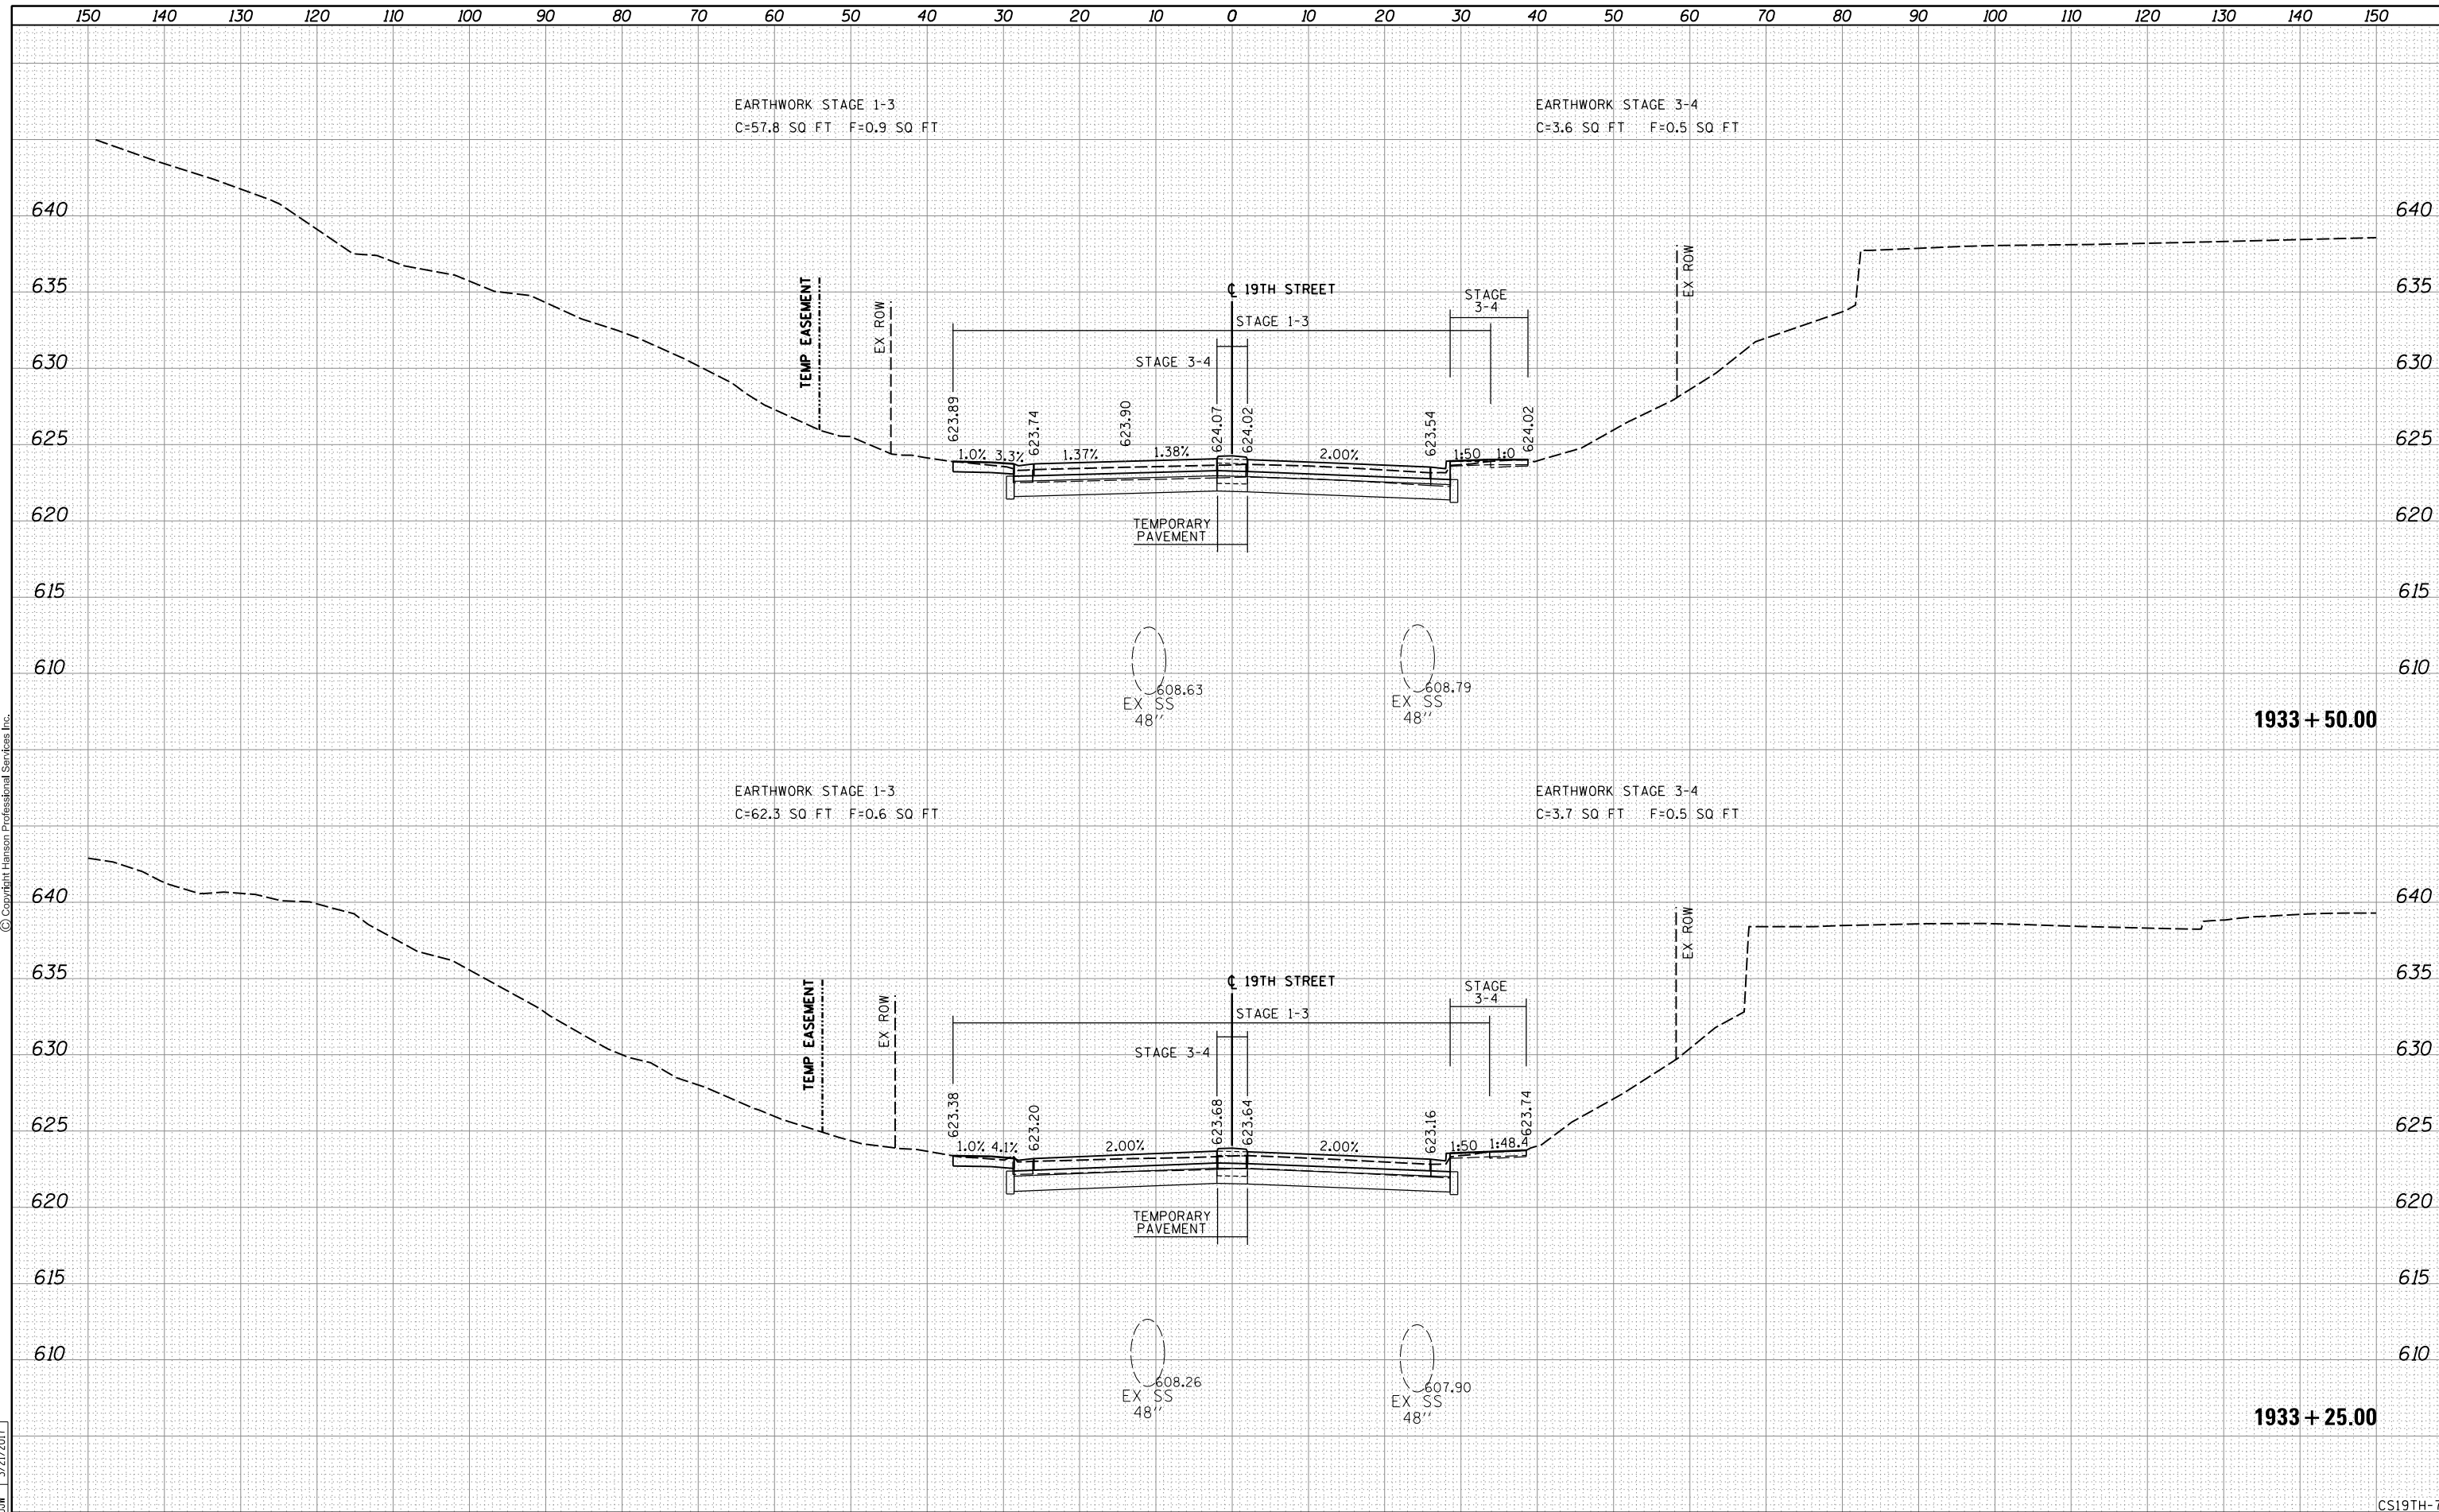 150 140 130 120 110 100 90 80 70 60 50 40 30 20 10 0 10 20 30 40 50 60 70 80 90 100 110 120 130 140 150
EARTHWORK STAGE 1-3
C=57.8 SQ FT F=0.9 SQ FT
EARTHWORK STAGE 3-4
C=3.6 SQ FT F=0.5 SQ FT
640 640
635 635
630 630
625 625
620 620
615 615
610 610
TEMP EASEMENT
EX ROW
℄ 19TH STREET
STAGE 1-3
STAGE
3-4
STAGE 3-4
EX ROW
623.89
623.74
623.90
624.07
624.02
623.54
624.02
1.0% 3.3% 1.37% 1.38% 2.00% 1:50 1:0
TEMPORARY
PAVEMENT
608.63
EX SS
48''
608.79
EX SS
48''
1933+50.00
EARTHWORK STAGE 1-3
C=62.3 SQ FT F=0.6 SQ FT
EARTHWORK STAGE 3-4
C=3.7 SQ FT F=0.5 SQ FT
640 640
635 635
630 630
625 625
620 620
615 615
610 610
TEMP EASEMENT
EX ROW
℄ 19TH STREET
STAGE 1-3
STAGE
3-4
STAGE 3-4
EX ROW
623.38
623.20
623.68
623.64
623.16
623.74
1.0% 4.1% 2.00% 2.00% 1:50 1:48.4
TEMPORARY
PAVEMENT
608.26
EX SS
48''
607.90
EX SS
48''
1933+25.00
© Copyright Hanson Professional Services Inc.
CS19TH-7